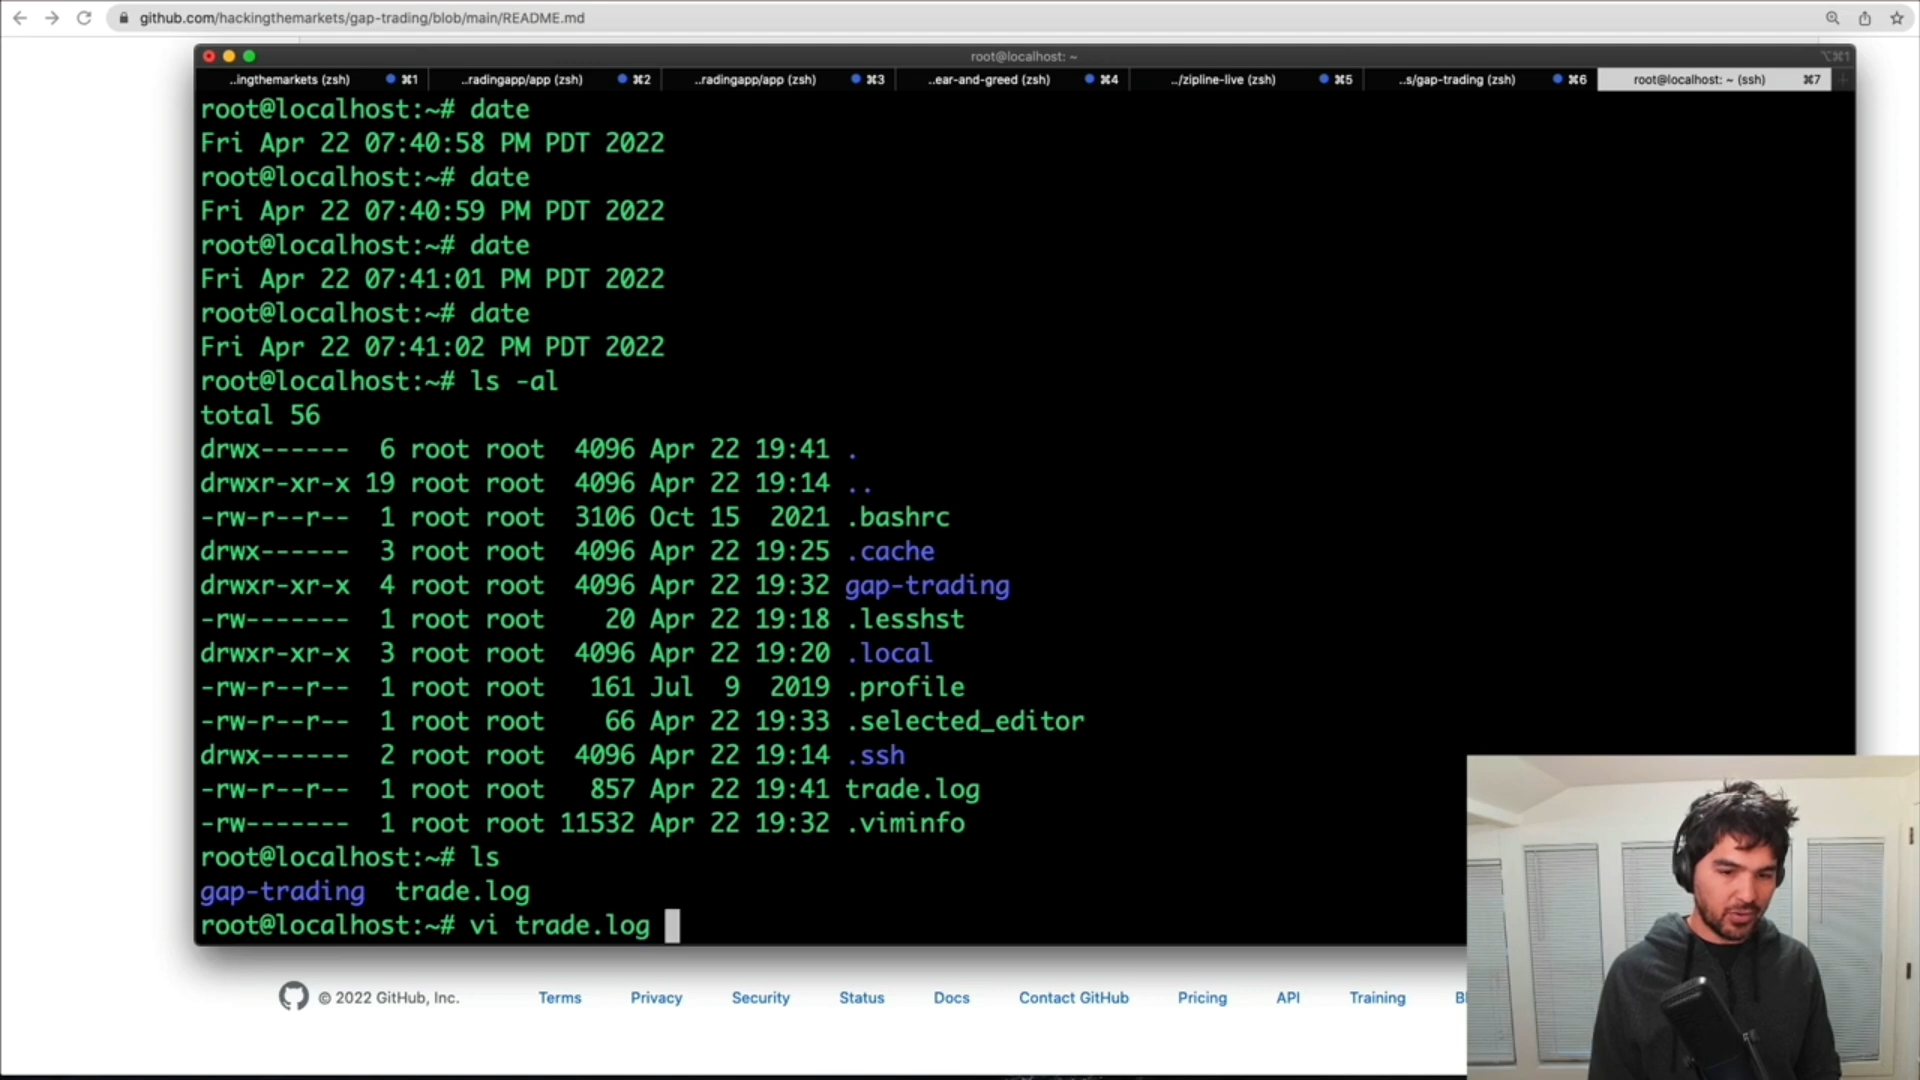 github.com/hackingthemarkets/gap-trading/blob/main/README.md
root@localhost: ~
⌥⌘1
..ingthemarkets (zsh) ⌘1 ..radingapp/app (zsh) ⌘2 ..radingapp/app (zsh) ⌘3 ..ear-and-greed (zsh) ⌘4 ../zipline-live (zsh) ⌘5 ..s/gap-trading (zsh) ⌘6 root@localhost: ~ (ssh) ⌘7
root@localhost:~# date
Fri Apr 22 07:40:58 PM PDT 2022
root@localhost:~# date
Fri Apr 22 07:40:59 PM PDT 2022
root@localhost:~# date
Fri Apr 22 07:41:01 PM PDT 2022
root@localhost:~# date
Fri Apr 22 07:41:02 PM PDT 2022
root@localhost:~# ls -al
total 56
drwx------  6 root root  4096 Apr 22 19:41 .
drwxr-xr-x 19 root root  4096 Apr 22 19:14 ..
-rw-r--r--  1 root root  3106 Oct 15  2021 .bashrc
drwx------  3 root root  4096 Apr 22 19:25 .cache
drwxr-xr-x  4 root root  4096 Apr 22 19:32 gap-trading
-rw-------  1 root root    20 Apr 22 19:18 .lesshst
drwxr-xr-x  3 root root  4096 Apr 22 19:20 .local
-rw-r--r--  1 root root   161 Jul  9  2019 .profile
-rw-r--r--  1 root root    66 Apr 22 19:33 .selected_editor
drwx------  2 root root  4096 Apr 22 19:14 .ssh
-rw-r--r--  1 root root   857 Apr 22 19:41 trade.log
-rw-------  1 root root 11532 Apr 22 19:32 .viminfo
root@localhost:~# ls
gap-trading  trade.log
root@localhost:~# vi trade.log
© 2022 GitHub, Inc. Terms Privacy Security Status Docs Contact GitHub Pricing API Training